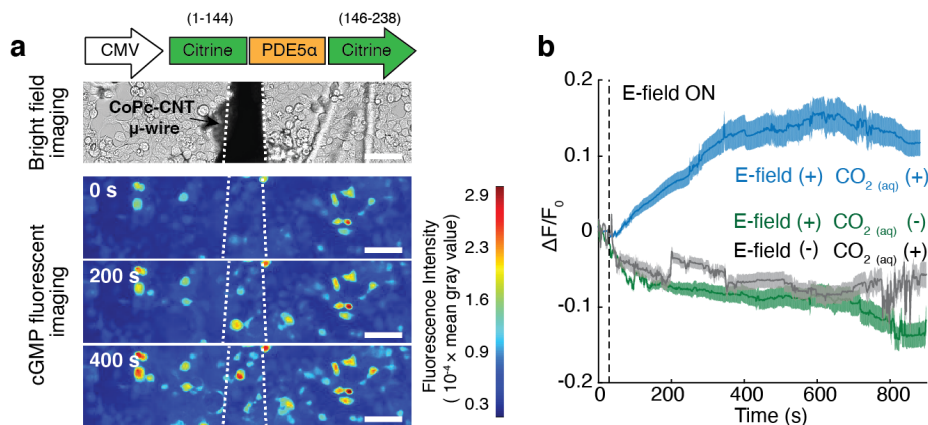 a
(1-144)
(146-238)
CMV
Citrine
PDE5α
Citrine
Bright field
imaging
CoPc-CNT
μ-wire
cGMP fluorescent
imaging
0 s
200 s
400 s
2.9
2.3
1.6
0.9
0.3
Fluorescence Intensity
( 10⁻⁴ × mean gray value)
b
E-field ON
E-field (+) CO₂ (aq) (+)
E-field (+) CO₂ (aq) (-)
E-field (-) CO₂ (aq) (+)
ΔF/F₀
0.2
0.1
0
-0.1
-0.2
0 200 400 600 800
Time (s)